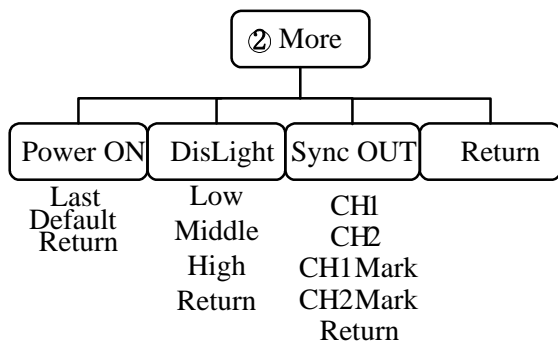 ② More
Power ON
DisLight
Sync OUT
Return
Last
Default
Return
Low
Middle
High
Return
CH1
CH2
CH1Mark
CH2Mark
Return